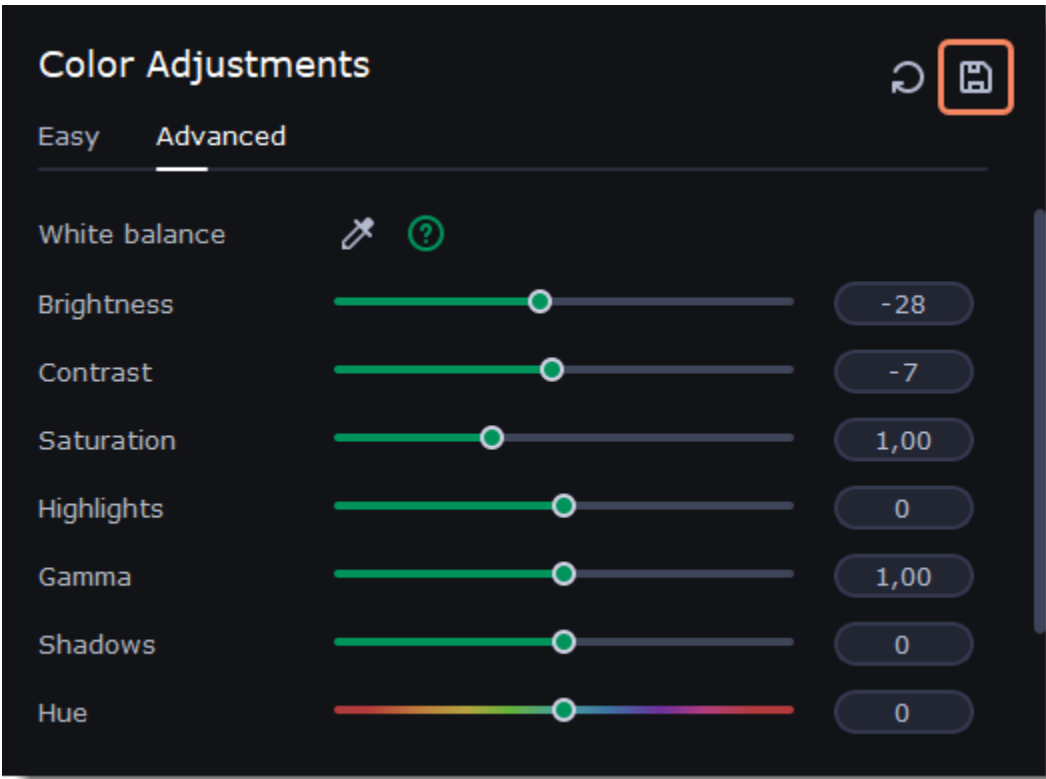 Color Adjustments
Easy Advanced
White balance ?
Brightness -28
Contrast -7
Saturation 1,00
Highlights 0
Gamma 1,00
Shadows 0
Hue 0